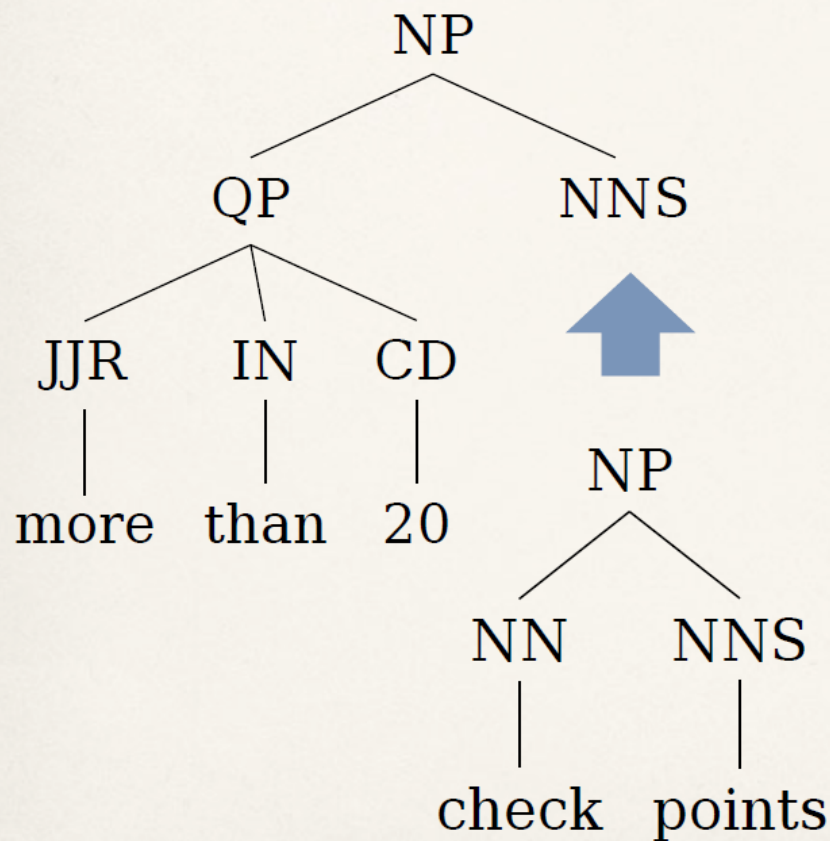 NP
QP NNS
JJR IN CD
NP
more than 20
NN NNS
check points